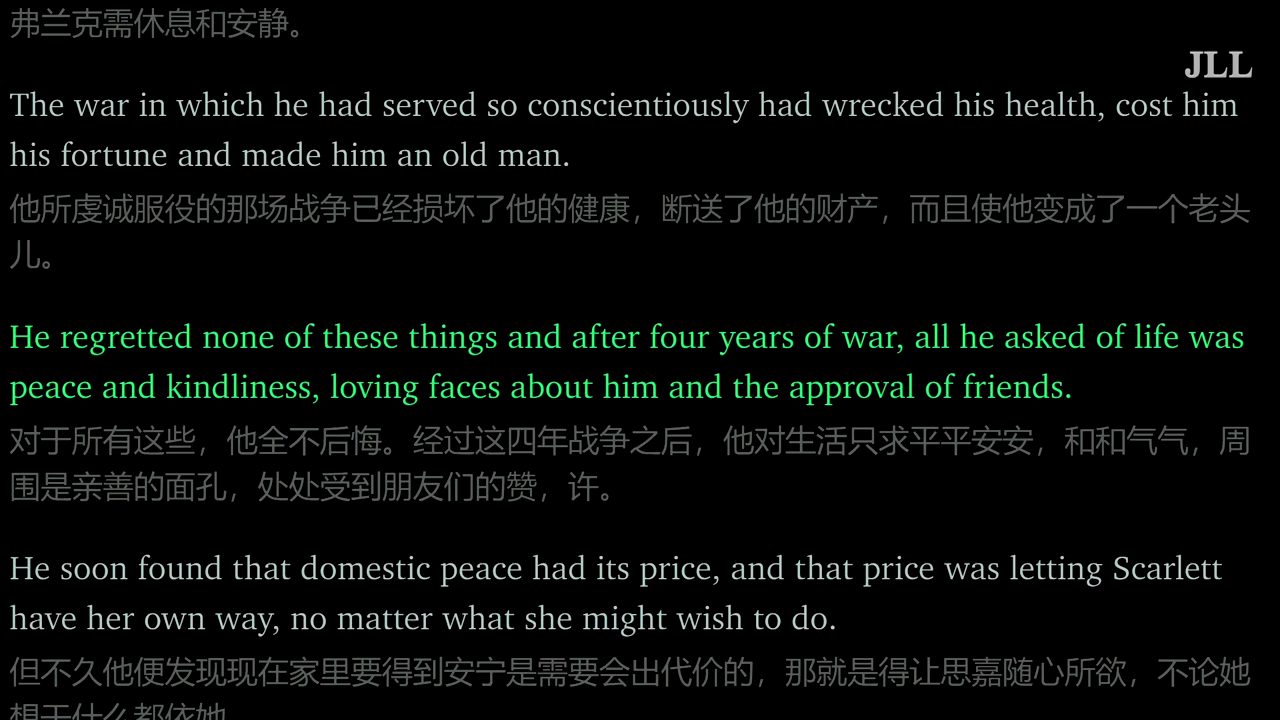 弗兰克需休息和安静。
JLL
The war in which he had served so conscientiously had wrecked his health, cost him
his fortune and made him an old man.
他所虔诚服役的那场战争已经损坏了他的健康，断送了他的财产，而且使他变成了一个老头
儿。
He regretted none of these things and after four years of war, all he asked of life was
peace and kindliness, loving faces about him and the approval of friends.
对于所有这些，他全不后悔。经过这四年战争之后，他对生活只求平平安安，和和气气，周
围是亲善的面孔，处处受到朋友们的赞，许。
He soon found that domestic peace had its price, and that price was letting Scarlett
have her own way, no matter what she might wish to do.
但不久他便发现现在家里要得到安宁是需要会出代价的，那就是得让思嘉随心所欲，不论她
想干什么都依她